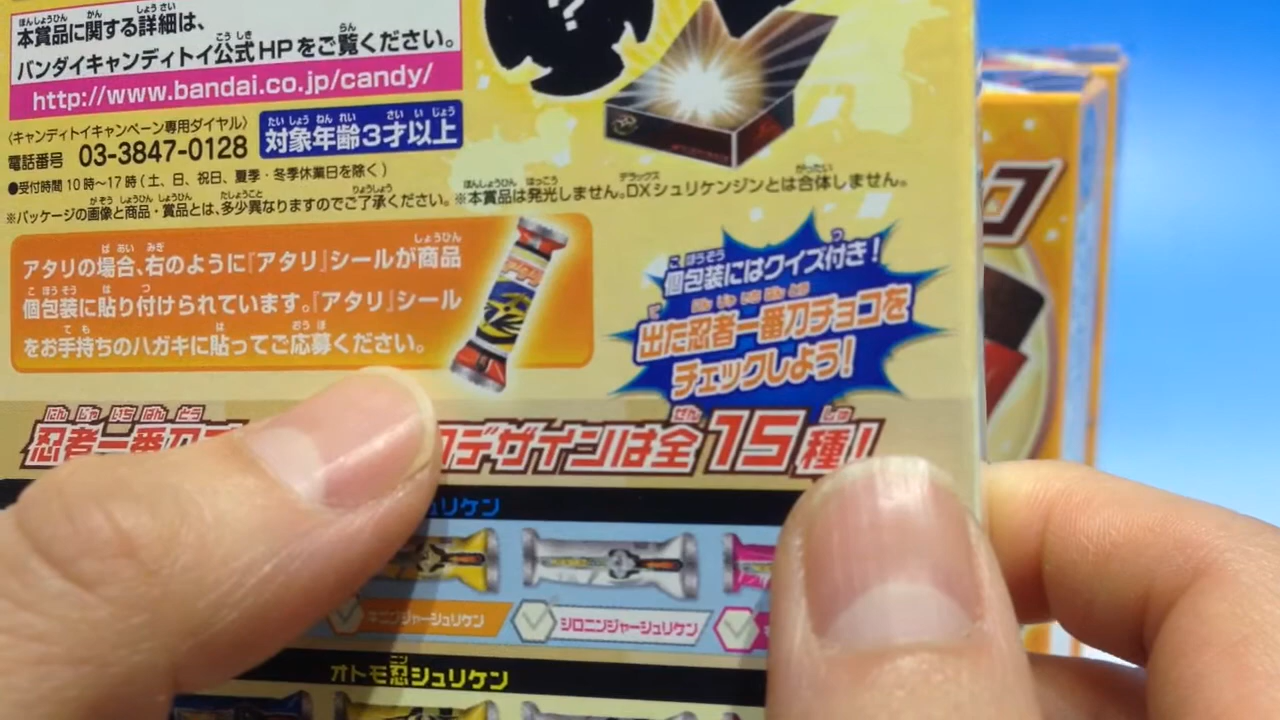 本賞品に関する詳細は、
バンダイキャンディトイ公式HPをご覧ください。
http://www.bandai.co.jp/candy/
〈キャンディトイキャンペーン専用ダイヤル〉
電話番号 03-3847-0128
対象年齢3才以上
●受付時間 10時～17時(土、日、祝日、夏季・冬季休業日を除く)
※パッケージの画像と商品・賞品とは、多少異なりますのでご了承ください。※本賞品は発光しません。DXシュリケンジンとは合体しません。
アタリの場合、右のように『アタリ』シールが商品
個包装に貼り付けられています。『アタリ』シール
をお手持ちのハガキに貼ってご応募ください。
アタリ
個包装にはクイズ付き!
出た忍者一番刀チョコを
チェックしよう!
忍者一番刀
デザインは全15種!
シュリケン
キニンジャーシュリケン
シロニンジャーシュリケン
オトモ忍シュリケン